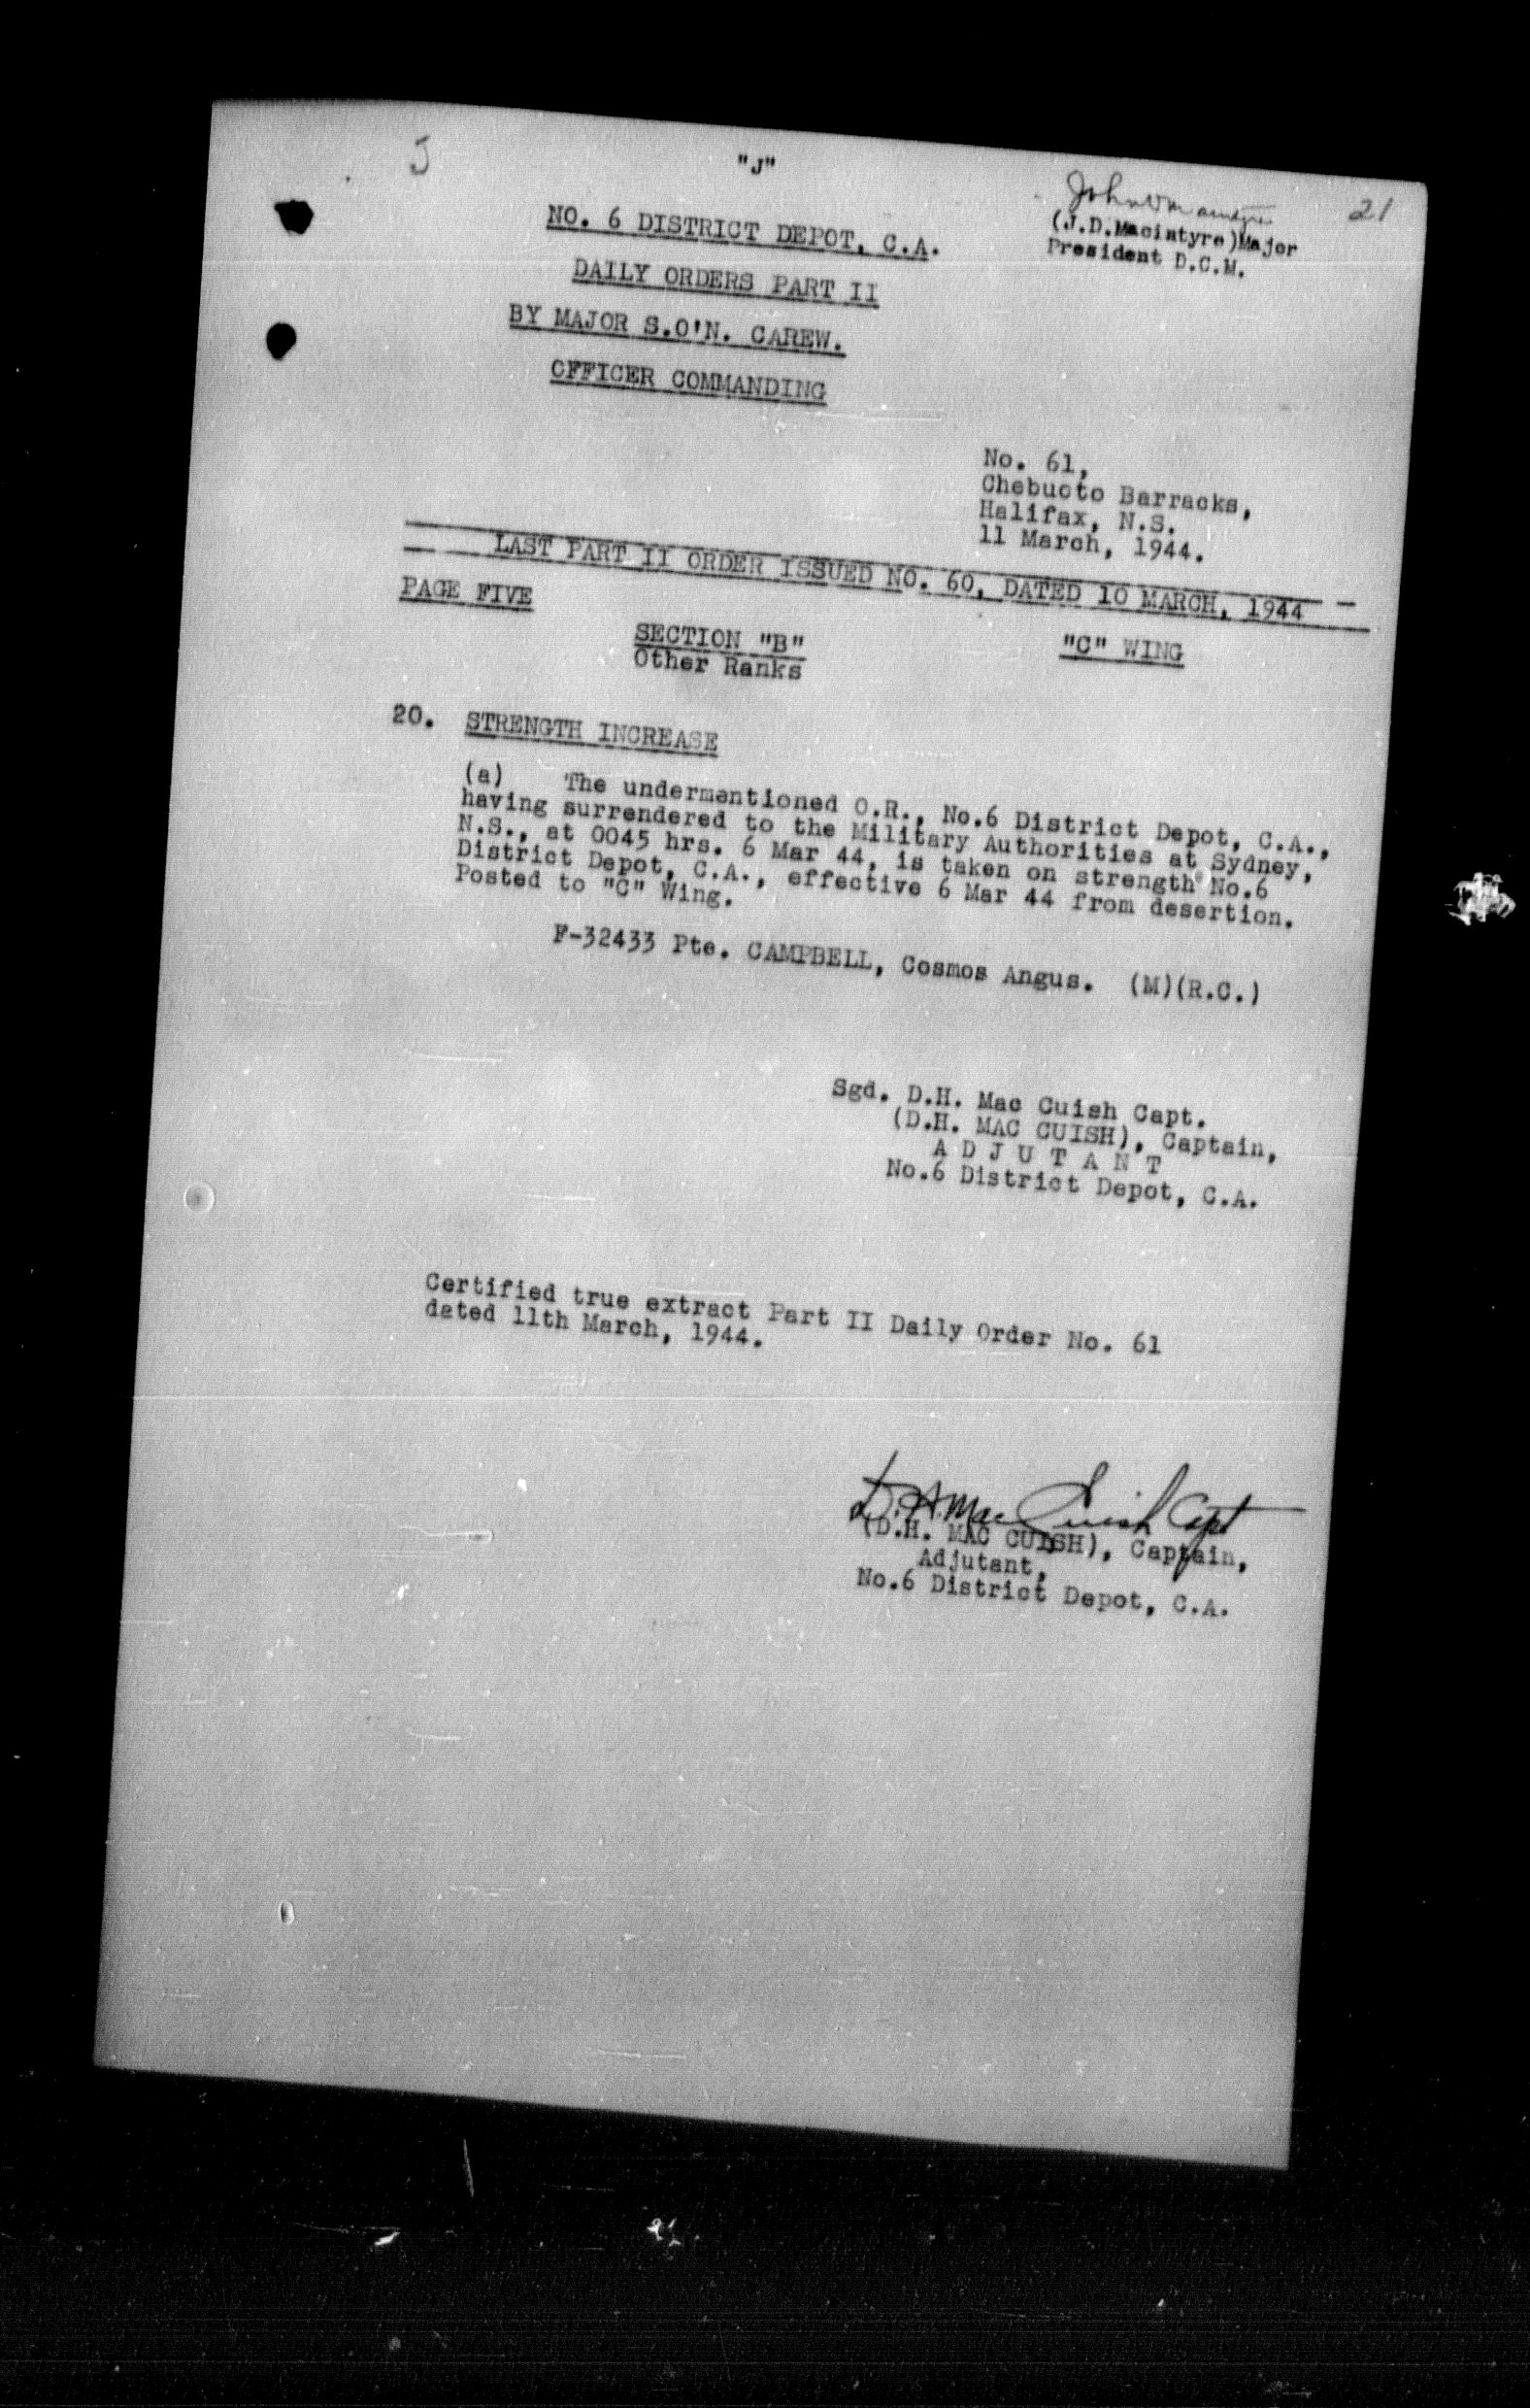 J
"J"
21
John D Macintyre
(J.D.Macintyre)Major
President D.C.M.
NO. 6 DISTRICT DEPOT, C.A.
DAILY ORDERS PART II
BY MAJOR S.O'N. CAREW.
OFFICER COMMANDING
No. 61,
Chebucto Barracks,
Halifax, N.S.
11 March, 1944.
LAST PART II ORDER ISSUED NO. 60, DATED 10 MARCH, 1944
PAGE FIVE
SECTION "B"
Other Ranks
"C" WING
20. STRENGTH INCREASE
(a) The undermentioned O.R., No.6 District Depot, C.A.,
having surrendered to the Military Authorities at Sydney,
N.S., at 0045 hrs. 6 Mar 44, is taken on strength No.6
District Depot, C.A., effective 6 Mar 44 from desertion.
Posted to "C" Wing.
F-32433 Pte. CAMPBELL, Cosmos Angus. (M)(R.C.)
Sgd. D.H. Mac Cuish Capt.
(D.H. MAC CUISH), Captain,
A D J U T A N T
No.6 District Depot, C.A.
Certified true extract Part II Daily Order No. 61
dated 11th March, 1944.
D.H. Mac Cuish Capt
(D.H. MAC CUISH), Captain,
Adjutant,
No.6 District Depot, C.A.